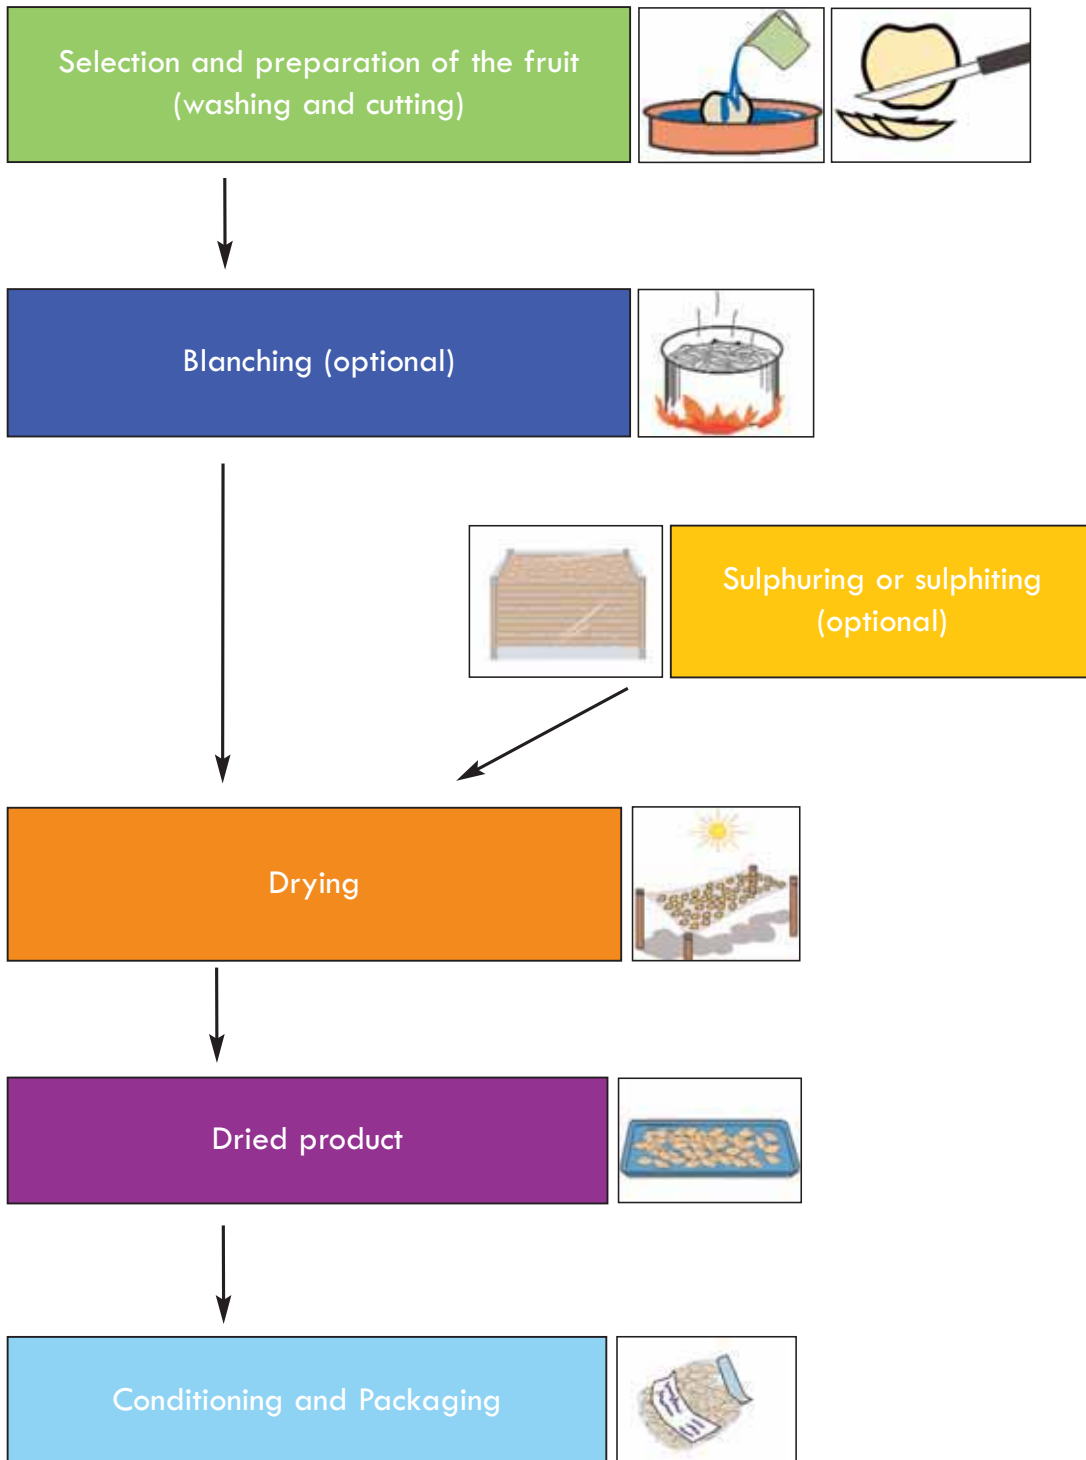 Selection and preparation of the fruit
(washing and cutting)
Blanching (optional)
Sulphuring or sulphiting
(optional)
Drying
Dried product
Conditioning and Packaging